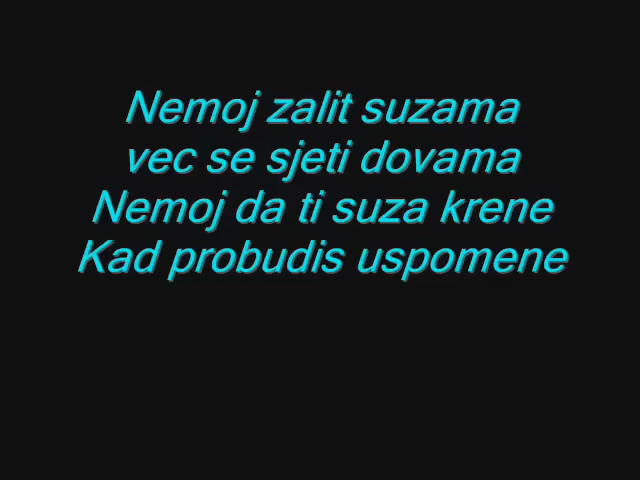 Nemoj zalit suzama
vec se sjeti dovama
Nemoj da ti suza krene
Kad probudis uspomene